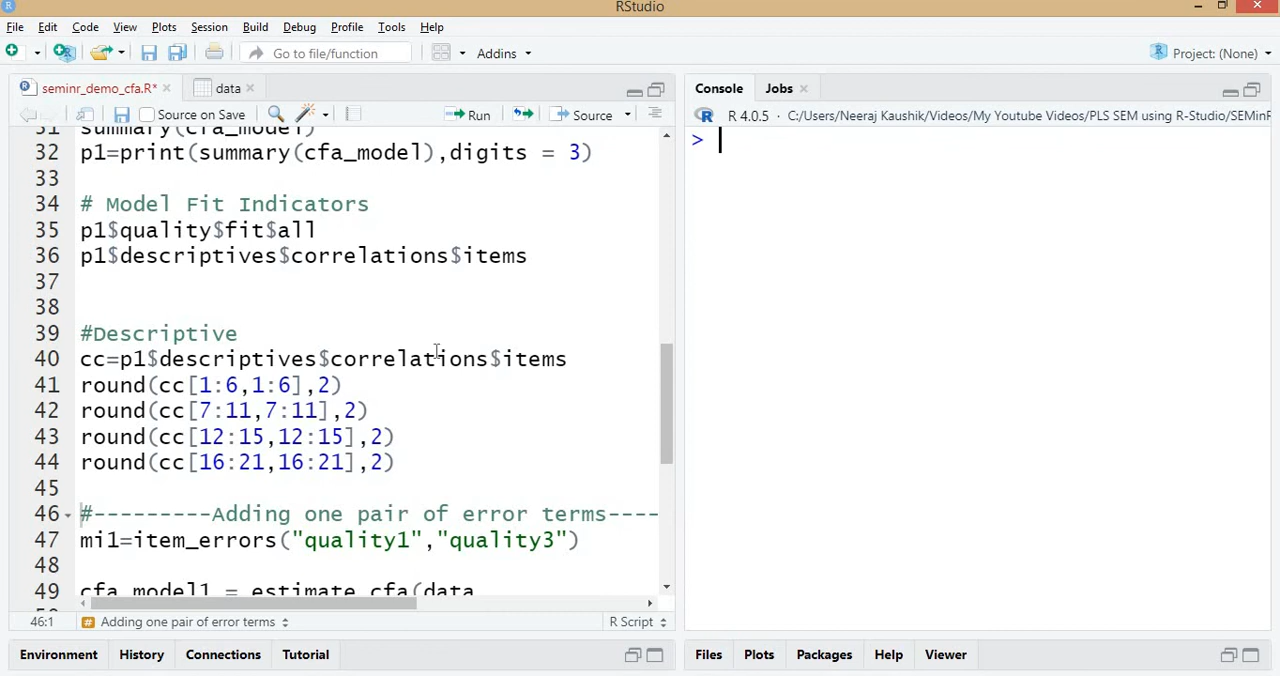 RStudio
File Edit Code View Plots Session Build Debug Profile Tools Help
Go to file/function Addins Project: (None)
seminr_demo_cfa.R* data
Source on Save Run Source
31 summary(cfa_model)
32 p1=print(summary(cfa_model),digits = 3)
33
34 # Model Fit Indicators
35 p1$quality$fit$all
36 p1$descriptives$correlations$items
37
38
39 #Descriptive
40 cc=p1$descriptives$correlations$items
41 round(cc[1:6,1:6],2)
42 round(cc[7:11,7:11],2)
43 round(cc[12:15,12:15],2)
44 round(cc[16:21,16:21],2)
45
46 #---------Adding one pair of error terms----
47 mi1=item_errors("quality1","quality3")
48
49 cfa_model1 = estimate_cfa(data
46:1 # Adding one pair of error terms R Script
Environment History Connections Tutorial
Console Jobs
R 4.0.5 · C:/Users/Neeraj Kaushik/Videos/My Youtube Videos/PLS SEM using R-Studio/SEMinR
>
Files Plots Packages Help Viewer